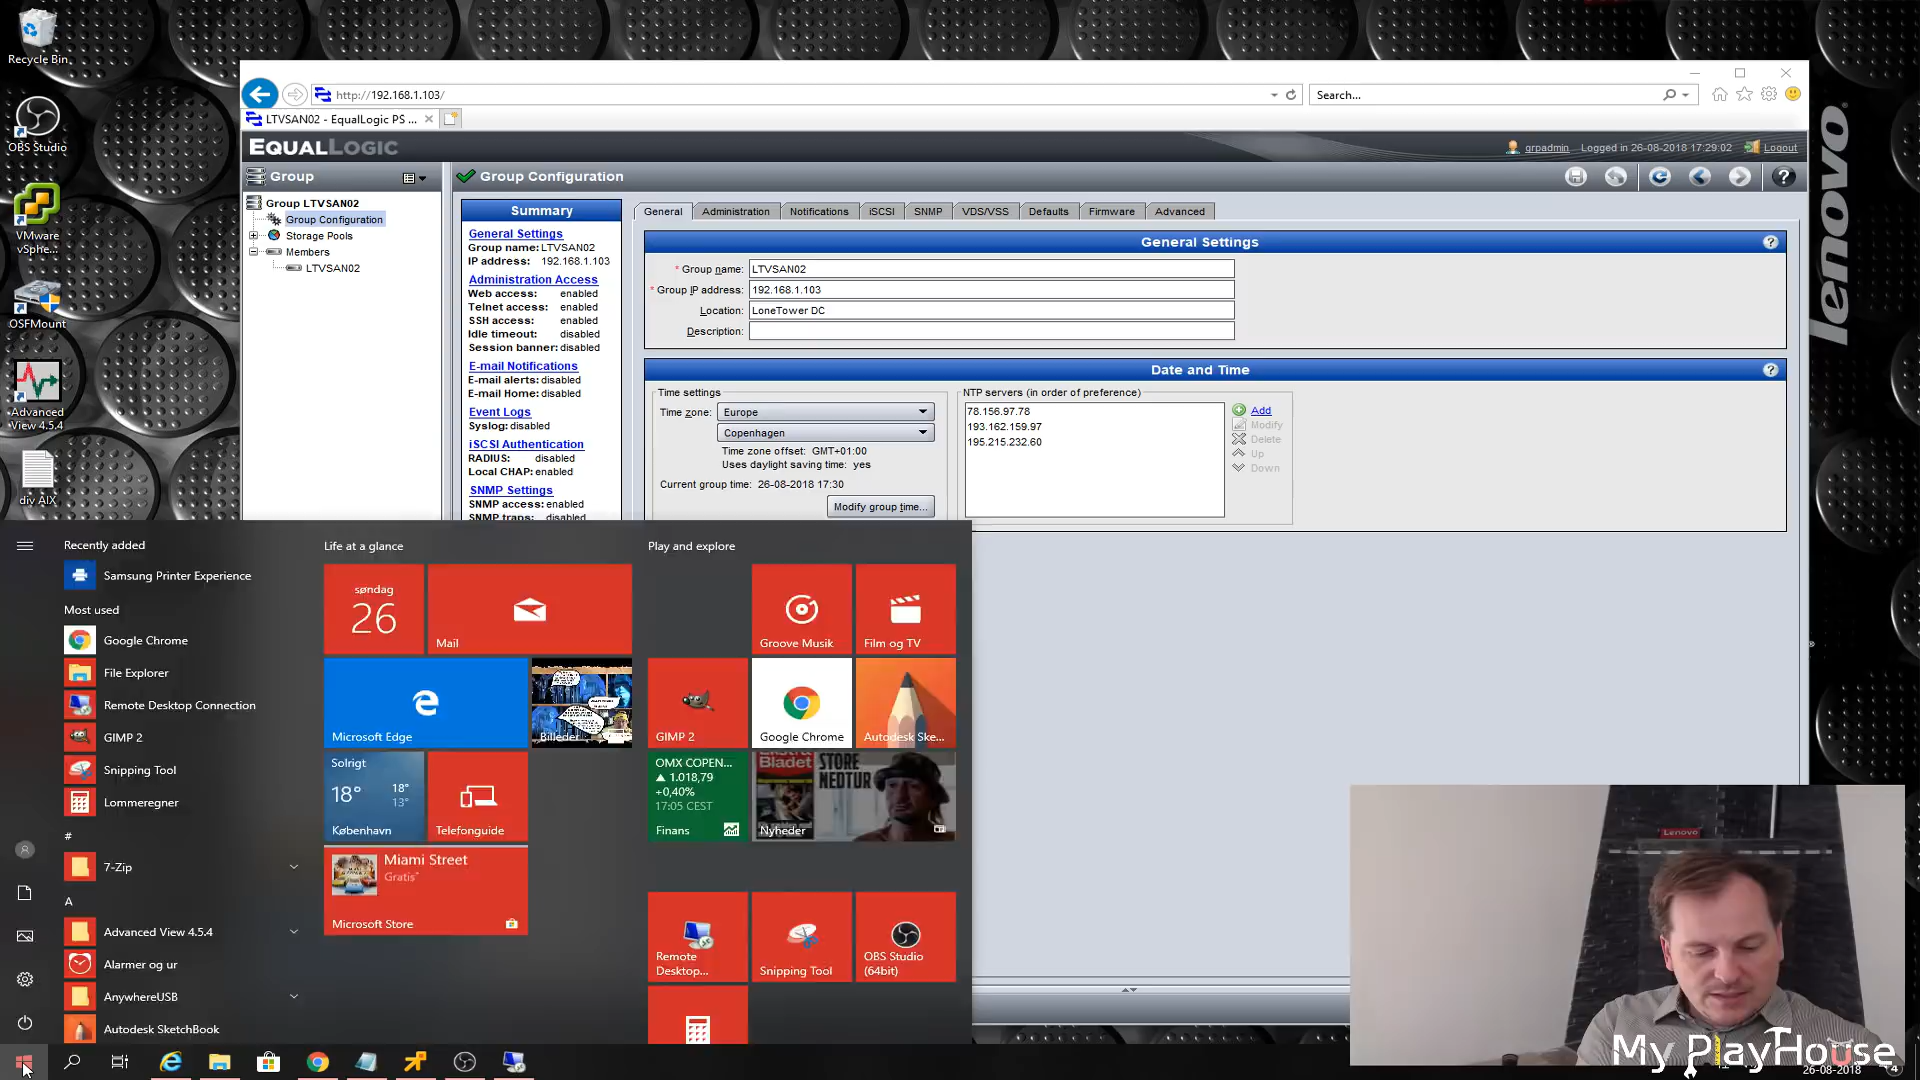 Recycle Bin
OBS Studio
VMware
vSphe...
OSFMount
Advanced
View 4.5.4
div AIX
http://192.168.1.103/
Search...
LTVSAN02 - EqualLogic PS ...
EQUALLOGIC
grpadmin
Logged in 26-08-2018 17:29:02
Logout
Group
Group LTVSAN02
Group Configuration
Storage Pools
Members
LTVSAN02
Group Configuration
Summary
General Settings
Group name: LTVSAN02
IP address: 192.168.1.103
Administration Access
Web access: enabled
Telnet access: enabled
SSH access: enabled
Idle timeout: disabled
Session banner: disabled
E-mail Notifications
E-mail alerts: disabled
E-mail Home: disabled
Event Logs
Syslog: disabled
iSCSI Authentication
RADIUS: disabled
Local CHAP: enabled
SNMP Settings
SNMP access: enabled
SNMP traps: disabled
General Administration Notifications iSCSI SNMP VDS/VSS Defaults Firmware Advanced
General Settings
* Group name: LTVSAN02
* Group IP address: 192.168.1.103
Location: LoneTower DC
Description:
Date and Time
Time settings
Time zone: Europe
Copenhagen
Time zone offset: GMT+01:00
Uses daylight saving time: yes
Current group time: 26-08-2018 17:30
Modify group time...
NTP servers (in order of preference)
78.156.97.78
193.162.159.97
195.215.232.60
Add
Modify
Delete
Up
Down
lenovo
Recently added
Samsung Printer Experience
Most used
Google Chrome
File Explorer
Remote Desktop Connection
GIMP 2
Snipping Tool
Lommeregner
#
7-Zip
A
Advanced View 4.5.4
Alarmer og ur
AnywhereUSB
Autodesk SketchBook
Life at a glance
søndag
26
Mail
Microsoft Edge
Billeder
Solrigt
18°
18°
13°
København
Telefonguide
Miami Street
Gratis*
Microsoft Store
Play and explore
Groove Musik
Film og TV
GIMP 2
Google Chrome
Autodesk Ske...
OMX COPEN...
▲ 1.018,79
+0,40%
17:05 CEST
Finans
Ekstra
Bladet
STORE
NEDTUR
Nyheder
Remote
Desktop...
Snipping Tool
OBS Studio
(64bit)
Lenovo
My PlayHouse
26-08-2018
4